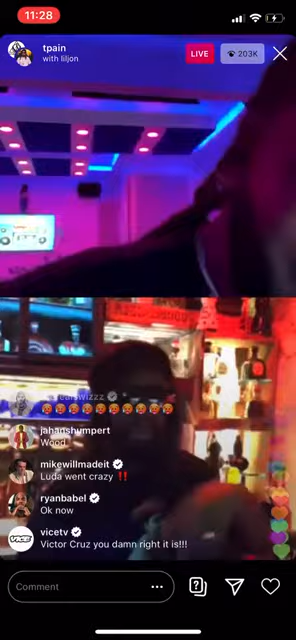 11:28
tpain
with liljon
LIVE
203K
jahanshumpert
Wood
mikewillmadeit
Luda went crazy ‼️
ryanbabel
Ok now
vicetv
VICE
Victor Cruz you damn right it is!!!
Comment